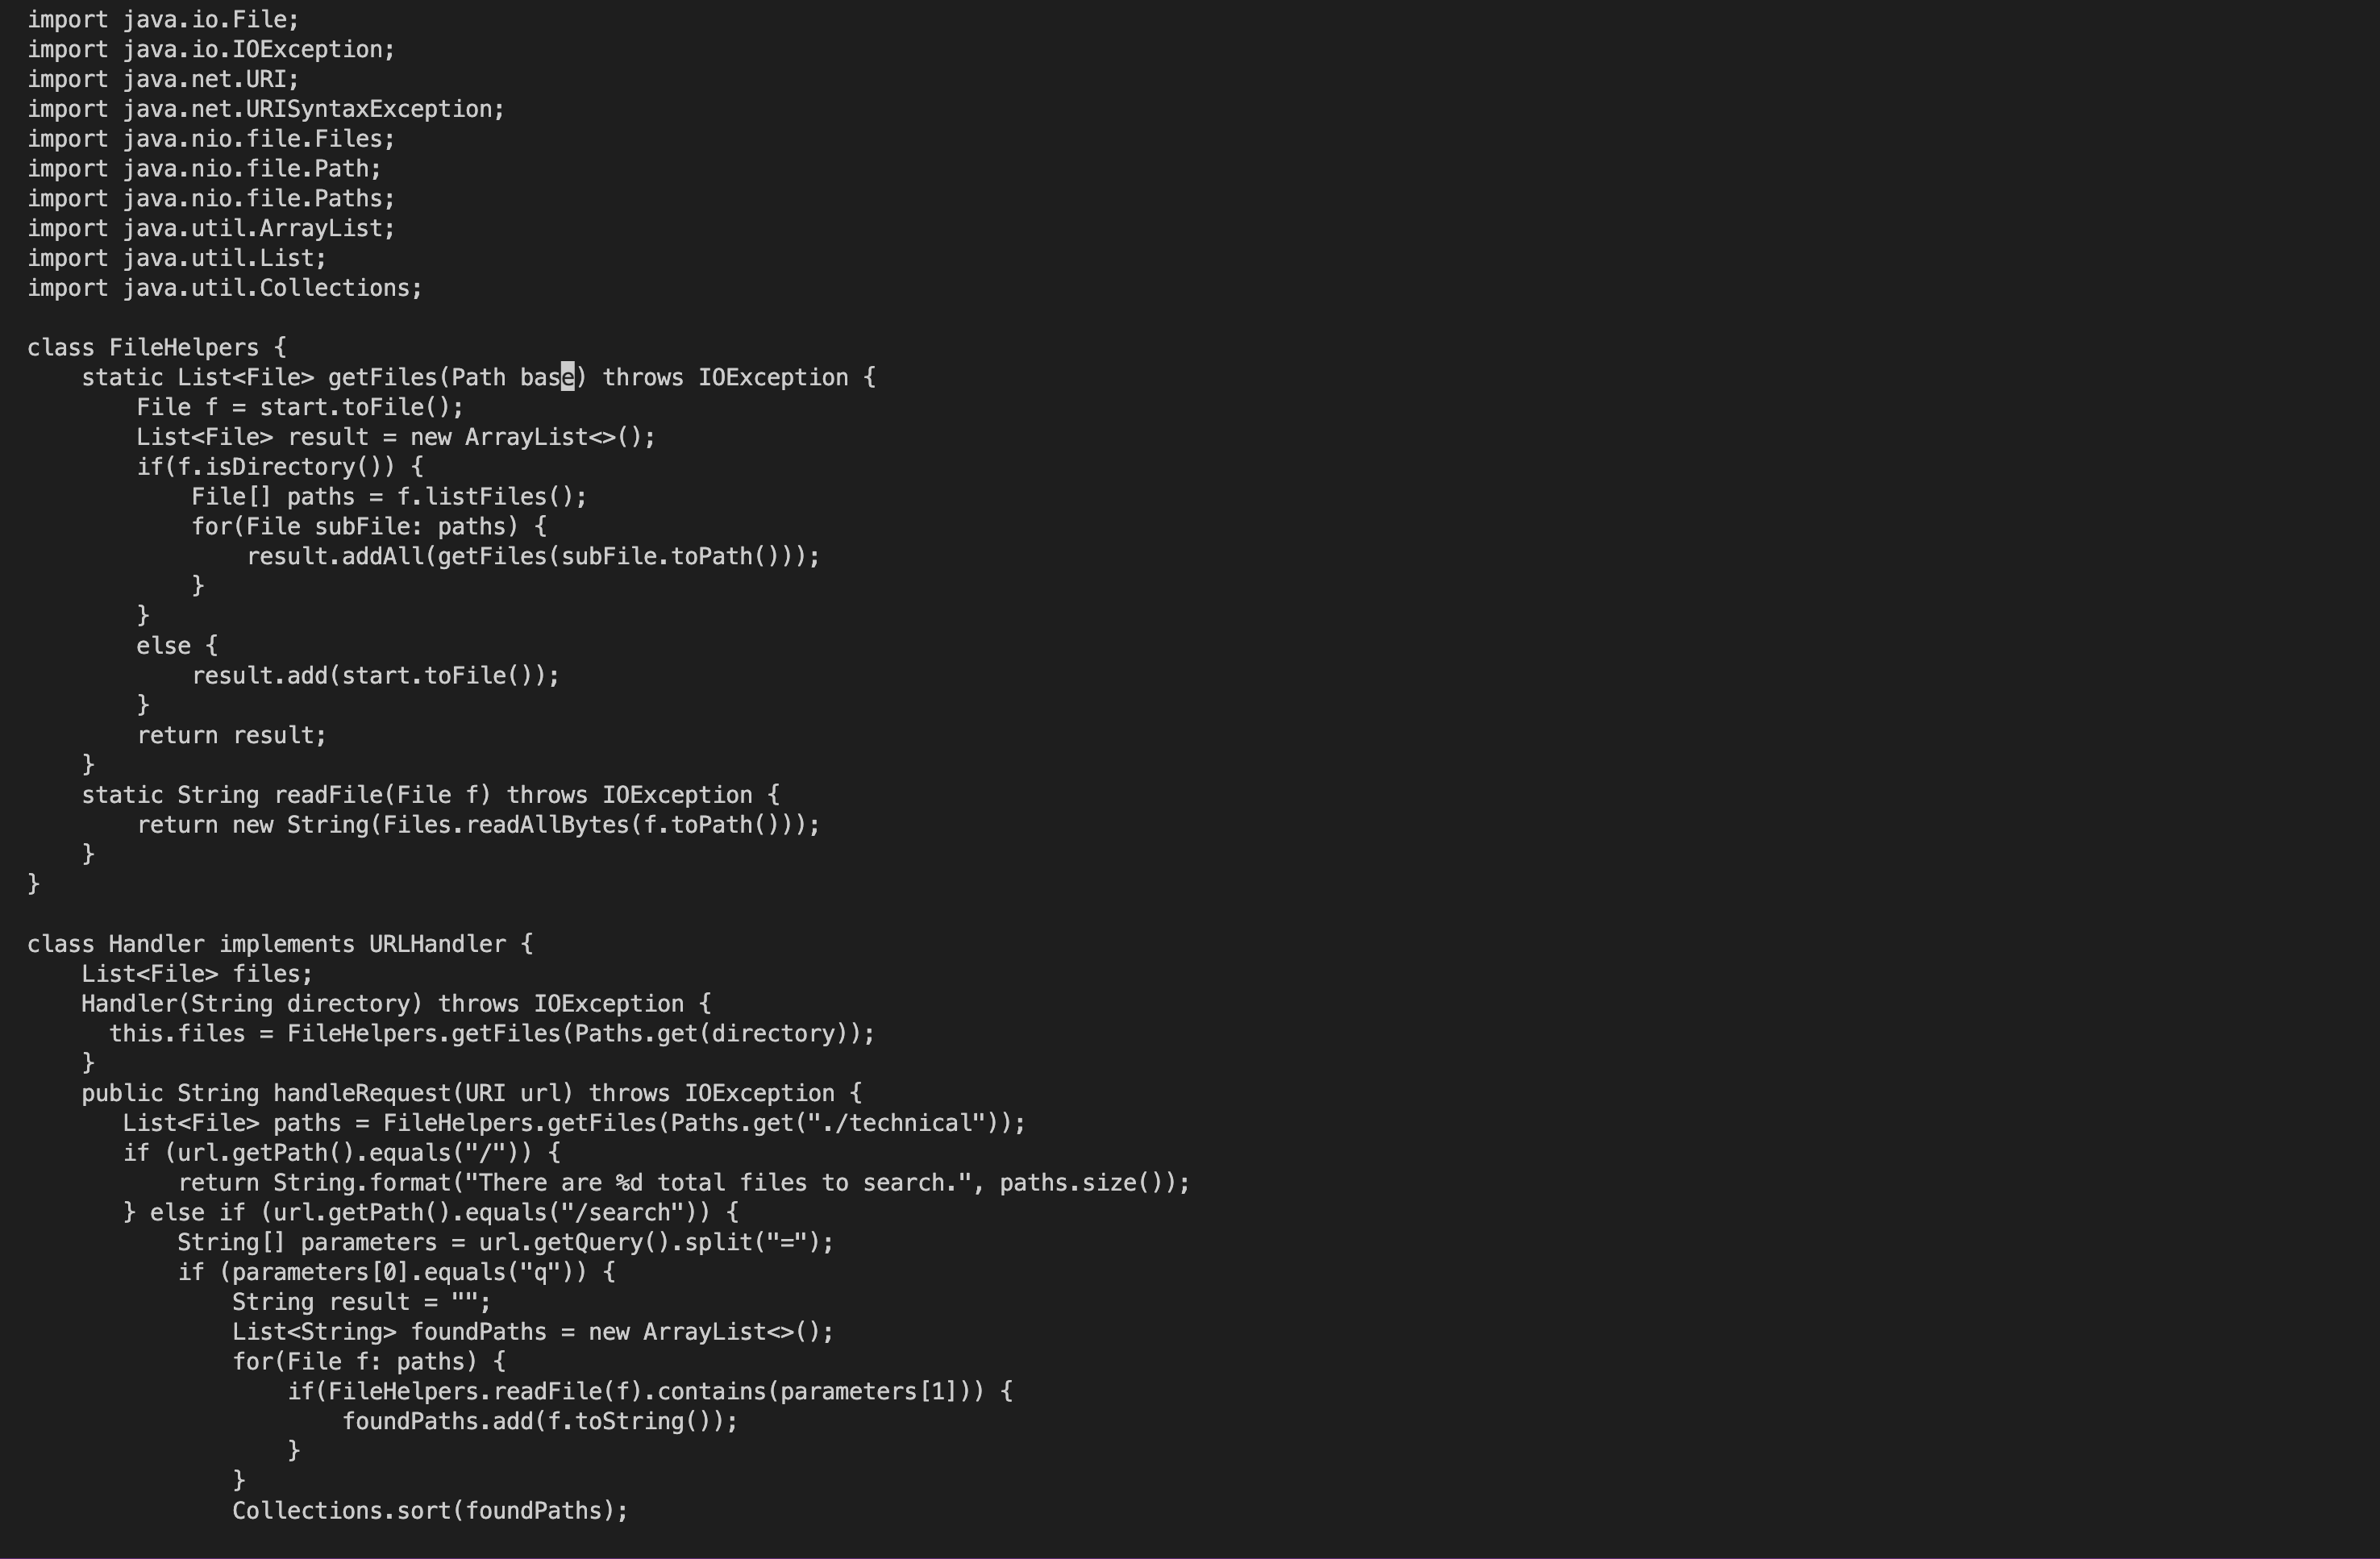 import java.io.File;
import java.io.IOException;
import java.net.URI;
import java.net.URISyntaxException;
import java.nio.file.Files;
import java.nio.file.Path;
import java.nio.file.Paths;
import java.util.ArrayList;
import java.util.List;
import java.util.Collections;

class FileHelpers {
    static List<File> getFiles(Path base) throws IOException {
        File f = start.toFile();
        List<File> result = new ArrayList<>();
        if(f.isDirectory()) {
            File[] paths = f.listFiles();
            for(File subFile: paths) {
                result.addAll(getFiles(subFile.toPath()));
            }
        }
        else {
            result.add(start.toFile());
        }
        return result;
    }
    static String readFile(File f) throws IOException {
        return new String(Files.readAllBytes(f.toPath()));
    }
}

class Handler implements URLHandler {
    List<File> files;
    Handler(String directory) throws IOException {
      this.files = FileHelpers.getFiles(Paths.get(directory));
    }
    public String handleRequest(URI url) throws IOException {
       List<File> paths = FileHelpers.getFiles(Paths.get("./technical"));
       if (url.getPath().equals("/")) {
           return String.format("There are %d total files to search.", paths.size());
       } else if (url.getPath().equals("/search")) {
           String[] parameters = url.getQuery().split("=");
           if (parameters[0].equals("q")) {
               String result = "";
               List<String> foundPaths = new ArrayList<>();
               for(File f: paths) {
                   if(FileHelpers.readFile(f).contains(parameters[1])) {
                       foundPaths.add(f.toString());
                   }
               }
               Collections.sort(foundPaths);